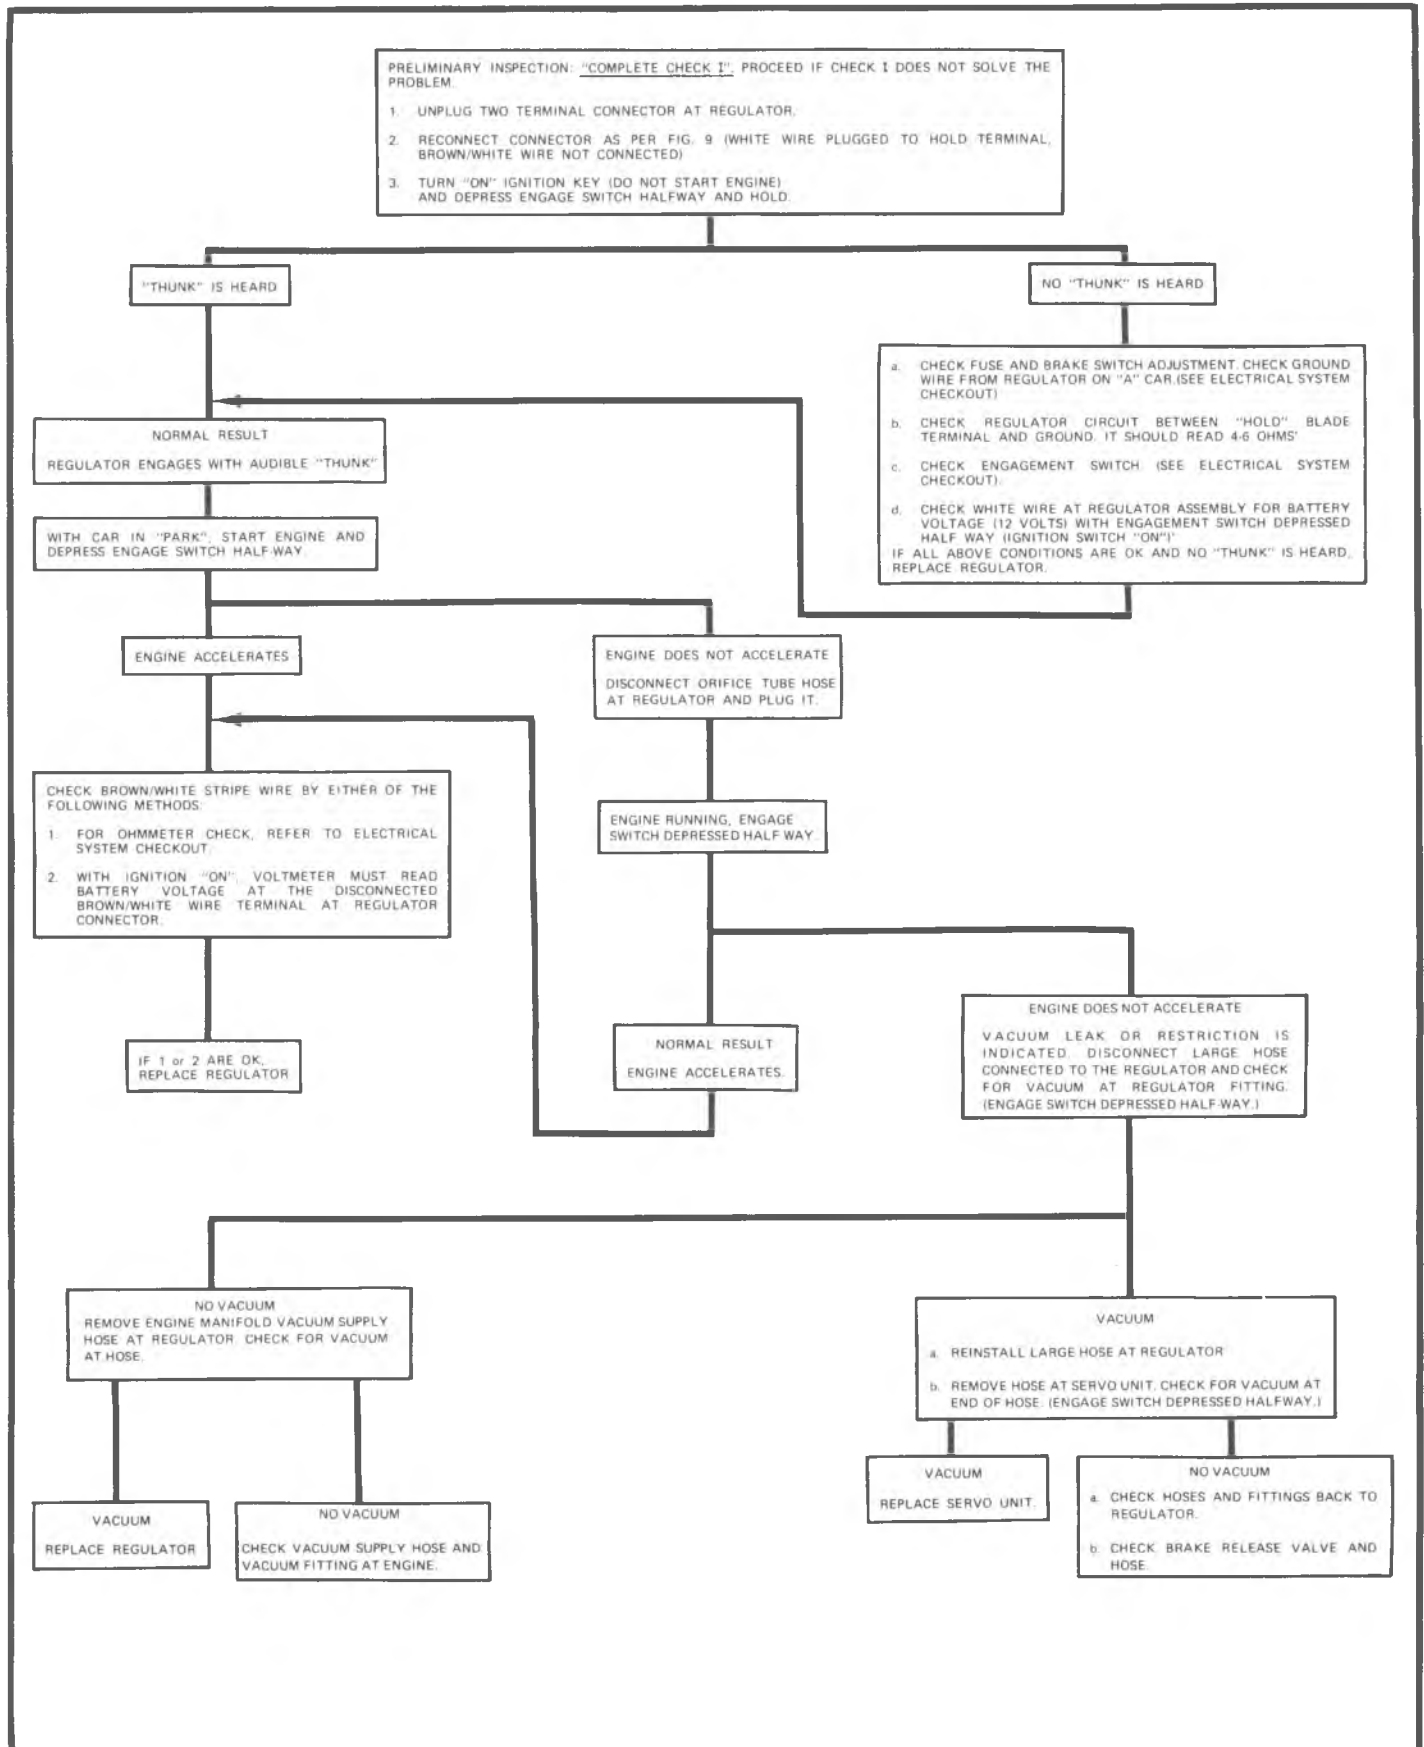 PRELIMINARY INSPECTION: "COMPLETE CHECK I". PROCEED IF CHECK I DOES NOT SOLVE THE
PROBLEM.
1. UNPLUG TWO TERMINAL CONNECTOR AT REGULATOR.
2. RECONNECT CONNECTOR AS PER FIG. 9 (WHITE WIRE PLUGGED TO HOLD TERMINAL,
BROWN/WHITE WIRE NOT CONNECTED)
3. TURN "ON" IGNITION KEY (DO NOT START ENGINE)
AND DEPRESS ENGAGE SWITCH HALFWAY AND HOLD.
"THUNK" IS HEARD
NO "THUNK" IS HEARD
a. CHECK FUSE AND BRAKE SWITCH ADJUSTMENT. CHECK GROUND
WIRE FROM REGULATOR ON "A" CAR.(SEE ELECTRICAL SYSTEM
CHECKOUT)
b. CHECK REGULATOR CIRCUIT BETWEEN "HOLD" BLADE
TERMINAL AND GROUND. IT SHOULD READ 4-6 OHMS'
c. CHECK ENGAGEMENT SWITCH (SEE ELECTRICAL SYSTEM
CHECKOUT).
d. CHECK WHITE WIRE AT REGULATOR ASSEMBLY FOR BATTERY
VOLTAGE (12 VOLTS) WITH ENGAGEMENT SWITCH DEPRESSED
HALF WAY (IGNITION SWITCH "ON")'
IF ALL ABOVE CONDITIONS ARE OK AND NO "THUNK" IS HEARD,
REPLACE REGULATOR.
NORMAL RESULT
REGULATOR ENGAGES WITH AUDIBLE "THUNK"
WITH CAR IN "PARK", START ENGINE AND
DEPRESS ENGAGE SWITCH HALF-WAY.
ENGINE ACCELERATES
ENGINE DOES NOT ACCELERATE
DISCONNECT ORIFICE TUBE HOSE
AT REGULATOR AND PLUG IT.
CHECK BROWN/WHITE STRIPE WIRE BY EITHER OF THE
FOLLOWING METHODS:
1. FOR OHMMETER CHECK, REFER TO ELECTRICAL
SYSTEM CHECKOUT.
2. WITH IGNITION "ON", VOLTMETER MUST READ
BATTERY VOLTAGE AT THE DISCONNECTED
BROWN/WHITE WIRE TERMINAL AT REGULATOR
CONNECTOR.
ENGINE RUNNING, ENGAGE
SWITCH DEPRESSED HALF WAY.
IF 1 or 2 ARE OK,
REPLACE REGULATOR
NORMAL RESULT
ENGINE ACCELERATES.
ENGINE DOES NOT ACCELERATE
VACUUM LEAK OR RESTRICTION IS
INDICATED. DISCONNECT LARGE HOSE
CONNECTED TO THE REGULATOR AND CHECK
FOR VACUUM AT REGULATOR FITTING.
(ENGAGE SWITCH DEPRESSED HALF-WAY.)
NO VACUUM
REMOVE ENGINE MANIFOLD VACUUM SUPPLY
HOSE AT REGULATOR. CHECK FOR VACUUM
AT HOSE.
VACUUM
a. REINSTALL LARGE HOSE AT REGULATOR
b. REMOVE HOSE AT SERVO UNIT. CHECK FOR VACUUM AT
END OF HOSE. (ENGAGE SWITCH DEPRESSED HALFWAY.)
VACUUM
REPLACE REGULATOR
NO VACUUM
CHECK VACUUM SUPPLY HOSE AND
VACUUM FITTING AT ENGINE.
VACUUM
REPLACE SERVO UNIT.
NO VACUUM
a. CHECK HOSES AND FITTINGS BACK TO
REGULATOR.
b. CHECK BRAKE RELEASE VALVE AND
HOSE.